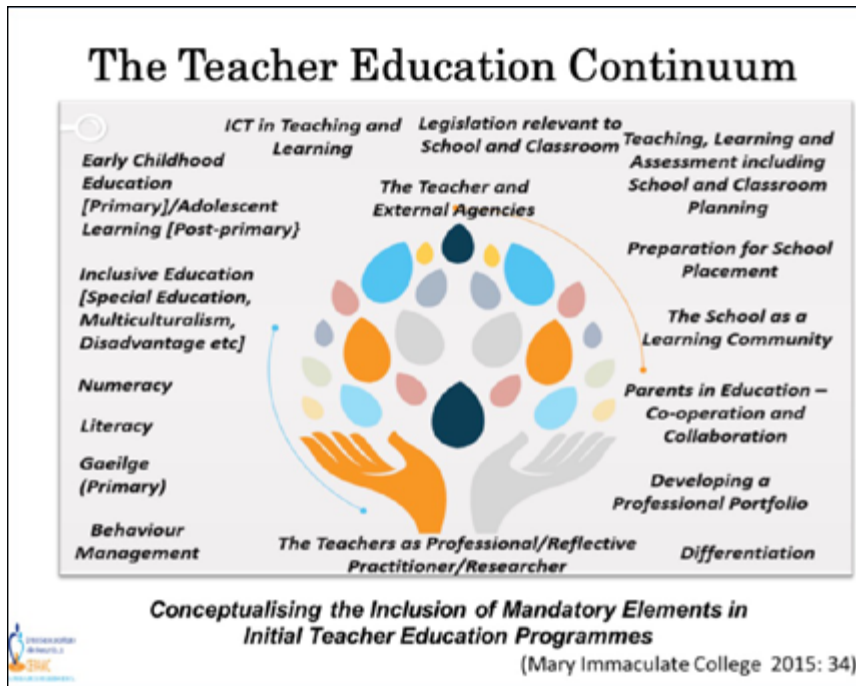 The Teacher Education Continuum
ICT in Teaching and
Learning
Legislation relevant to
School and Classroom
Teaching, Learning and
Assessment including
School and Classroom
Planning
Early Childhood
Education
[Primary]/Adolescent
Learning [Post-primary}
The Teacher and
External Agencies
Preparation for School
Placement
Inclusive Education
[Special Education,
Multiculturalism,
Disadvantage etc]
The School as a
Learning Community
Numeracy
Parents in Education –
Co-operation and
Collaboration
Literacy
Gaeilge
(Primary)
Developing a
Professional Portfolio
Behaviour
Management
The Teachers as Professional/Reflective
Practitioner/Researcher
Differentiation
Conceptualising the Inclusion of Mandatory Elements in
Initial Teacher Education Programmes
(Mary Immaculate College 2015: 34)